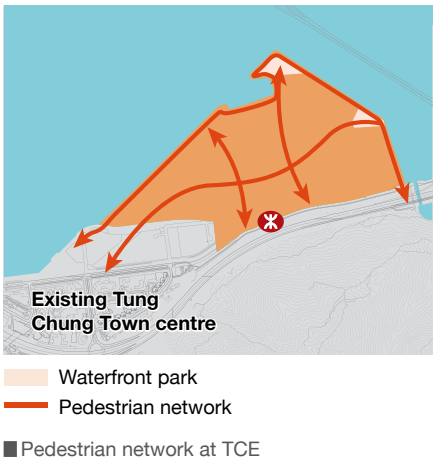 Existing Tung
Chung Town centre
Waterfront park
Pedestrian network
Pedestrian network at TCE